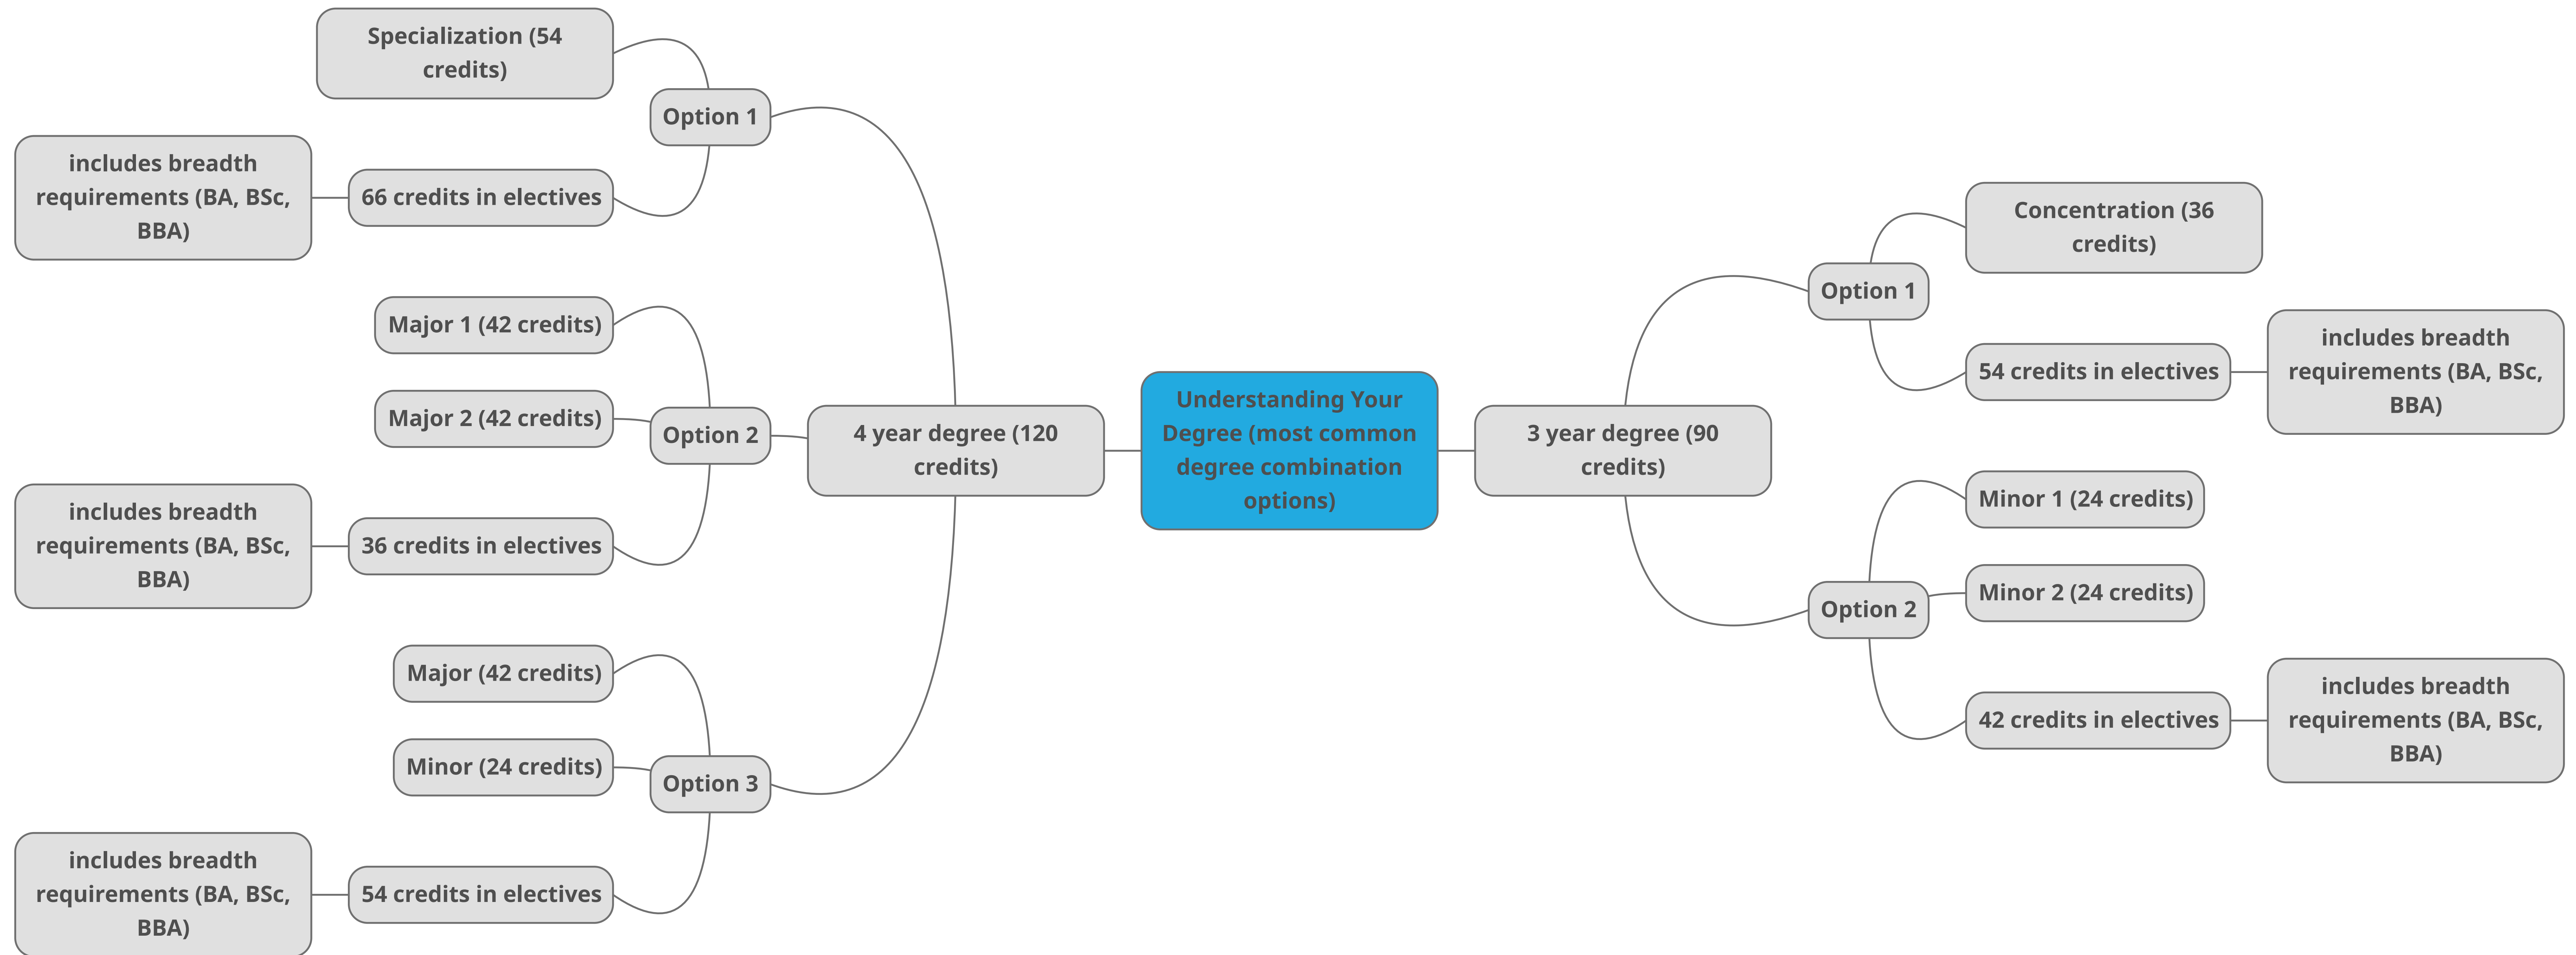 Understanding Your
Degree (most common
degree combination
options)
4 year degree (120
credits)
Option 1
Specialization (54
credits)
66 credits in electives
includes breadth
requirements (BA, BSc,
BBA)
Option 2
Major 1 (42 credits)
Major 2 (42 credits)
36 credits in electives
includes breadth
requirements (BA, BSc,
BBA)
Option 3
Major (42 credits)
Minor (24 credits)
54 credits in electives
includes breadth
requirements (BA, BSc,
BBA)
3 year degree (90
credits)
Option 1
Concentration (36
credits)
54 credits in electives
includes breadth
requirements (BA, BSc,
BBA)
Option 2
Minor 1 (24 credits)
Minor 2 (24 credits)
42 credits in electives
includes breadth
requirements (BA, BSc,
BBA)